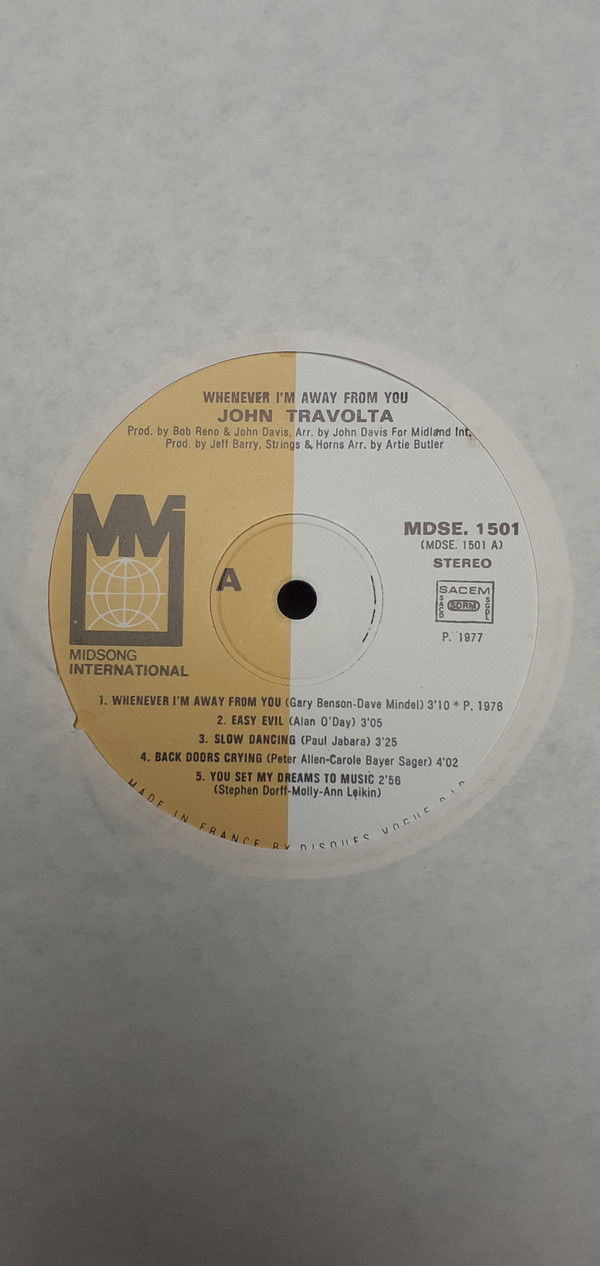 WHENEVER I'M AWAY FROM YOU
JOHN TRAVOLTA
Prod. by Bob Reno & John Davis, Arr. by John Davis For Midland Int.
Prod. by Jeff Barry, Strings & Horns Arr. by Artie Butler
MM
MIDSONG
INTERNATIONAL
A
MDSE. 1501
(MDSE. 1501 A)
STEREO
SACEM
SACD SDRM SGDL
P. 1977
1. WHENEVER I'M AWAY FROM YOU (Gary Benson-Dave Mindel) 3'10 * P. 1976
2. EASY EVIL (Alan O'Day) 3'05
3. SLOW DANCING (Paul Jabara) 3'25
4. BACK DOORS CRYING (Peter Allen-Carole Bayer Sager) 4'02
5. YOU SET MY DREAMS TO MUSIC 2'56
(Stephen Dorff-Molly-Ann Leikin)
MADE IN FRANCE BY DISQUES VOGUE P.I.P.